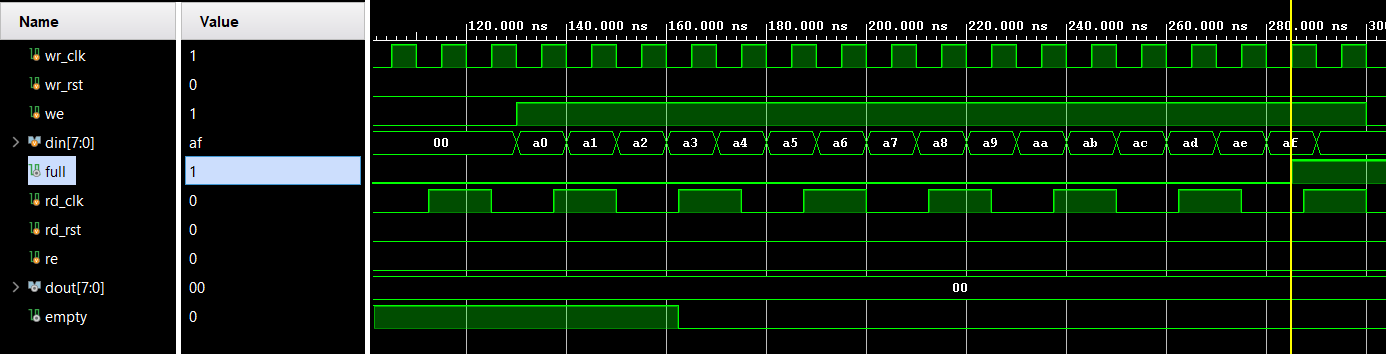 Name Value
120.000 ns 140.000 ns 160.000 ns 180.000 ns 200.000 ns 220.000 ns 240.000 ns 260.000 ns 280.000 ns 300
wr_clk 1
wr_rst 0
we 1
din[7:0] af 00 a0 a1 a2 a3 a4 a5 a6 a7 a8 a9 aa ab ac ad ae af
full 1
rd_clk 0
rd_rst 0
re 0
dout[7:0] 00 00
empty 0